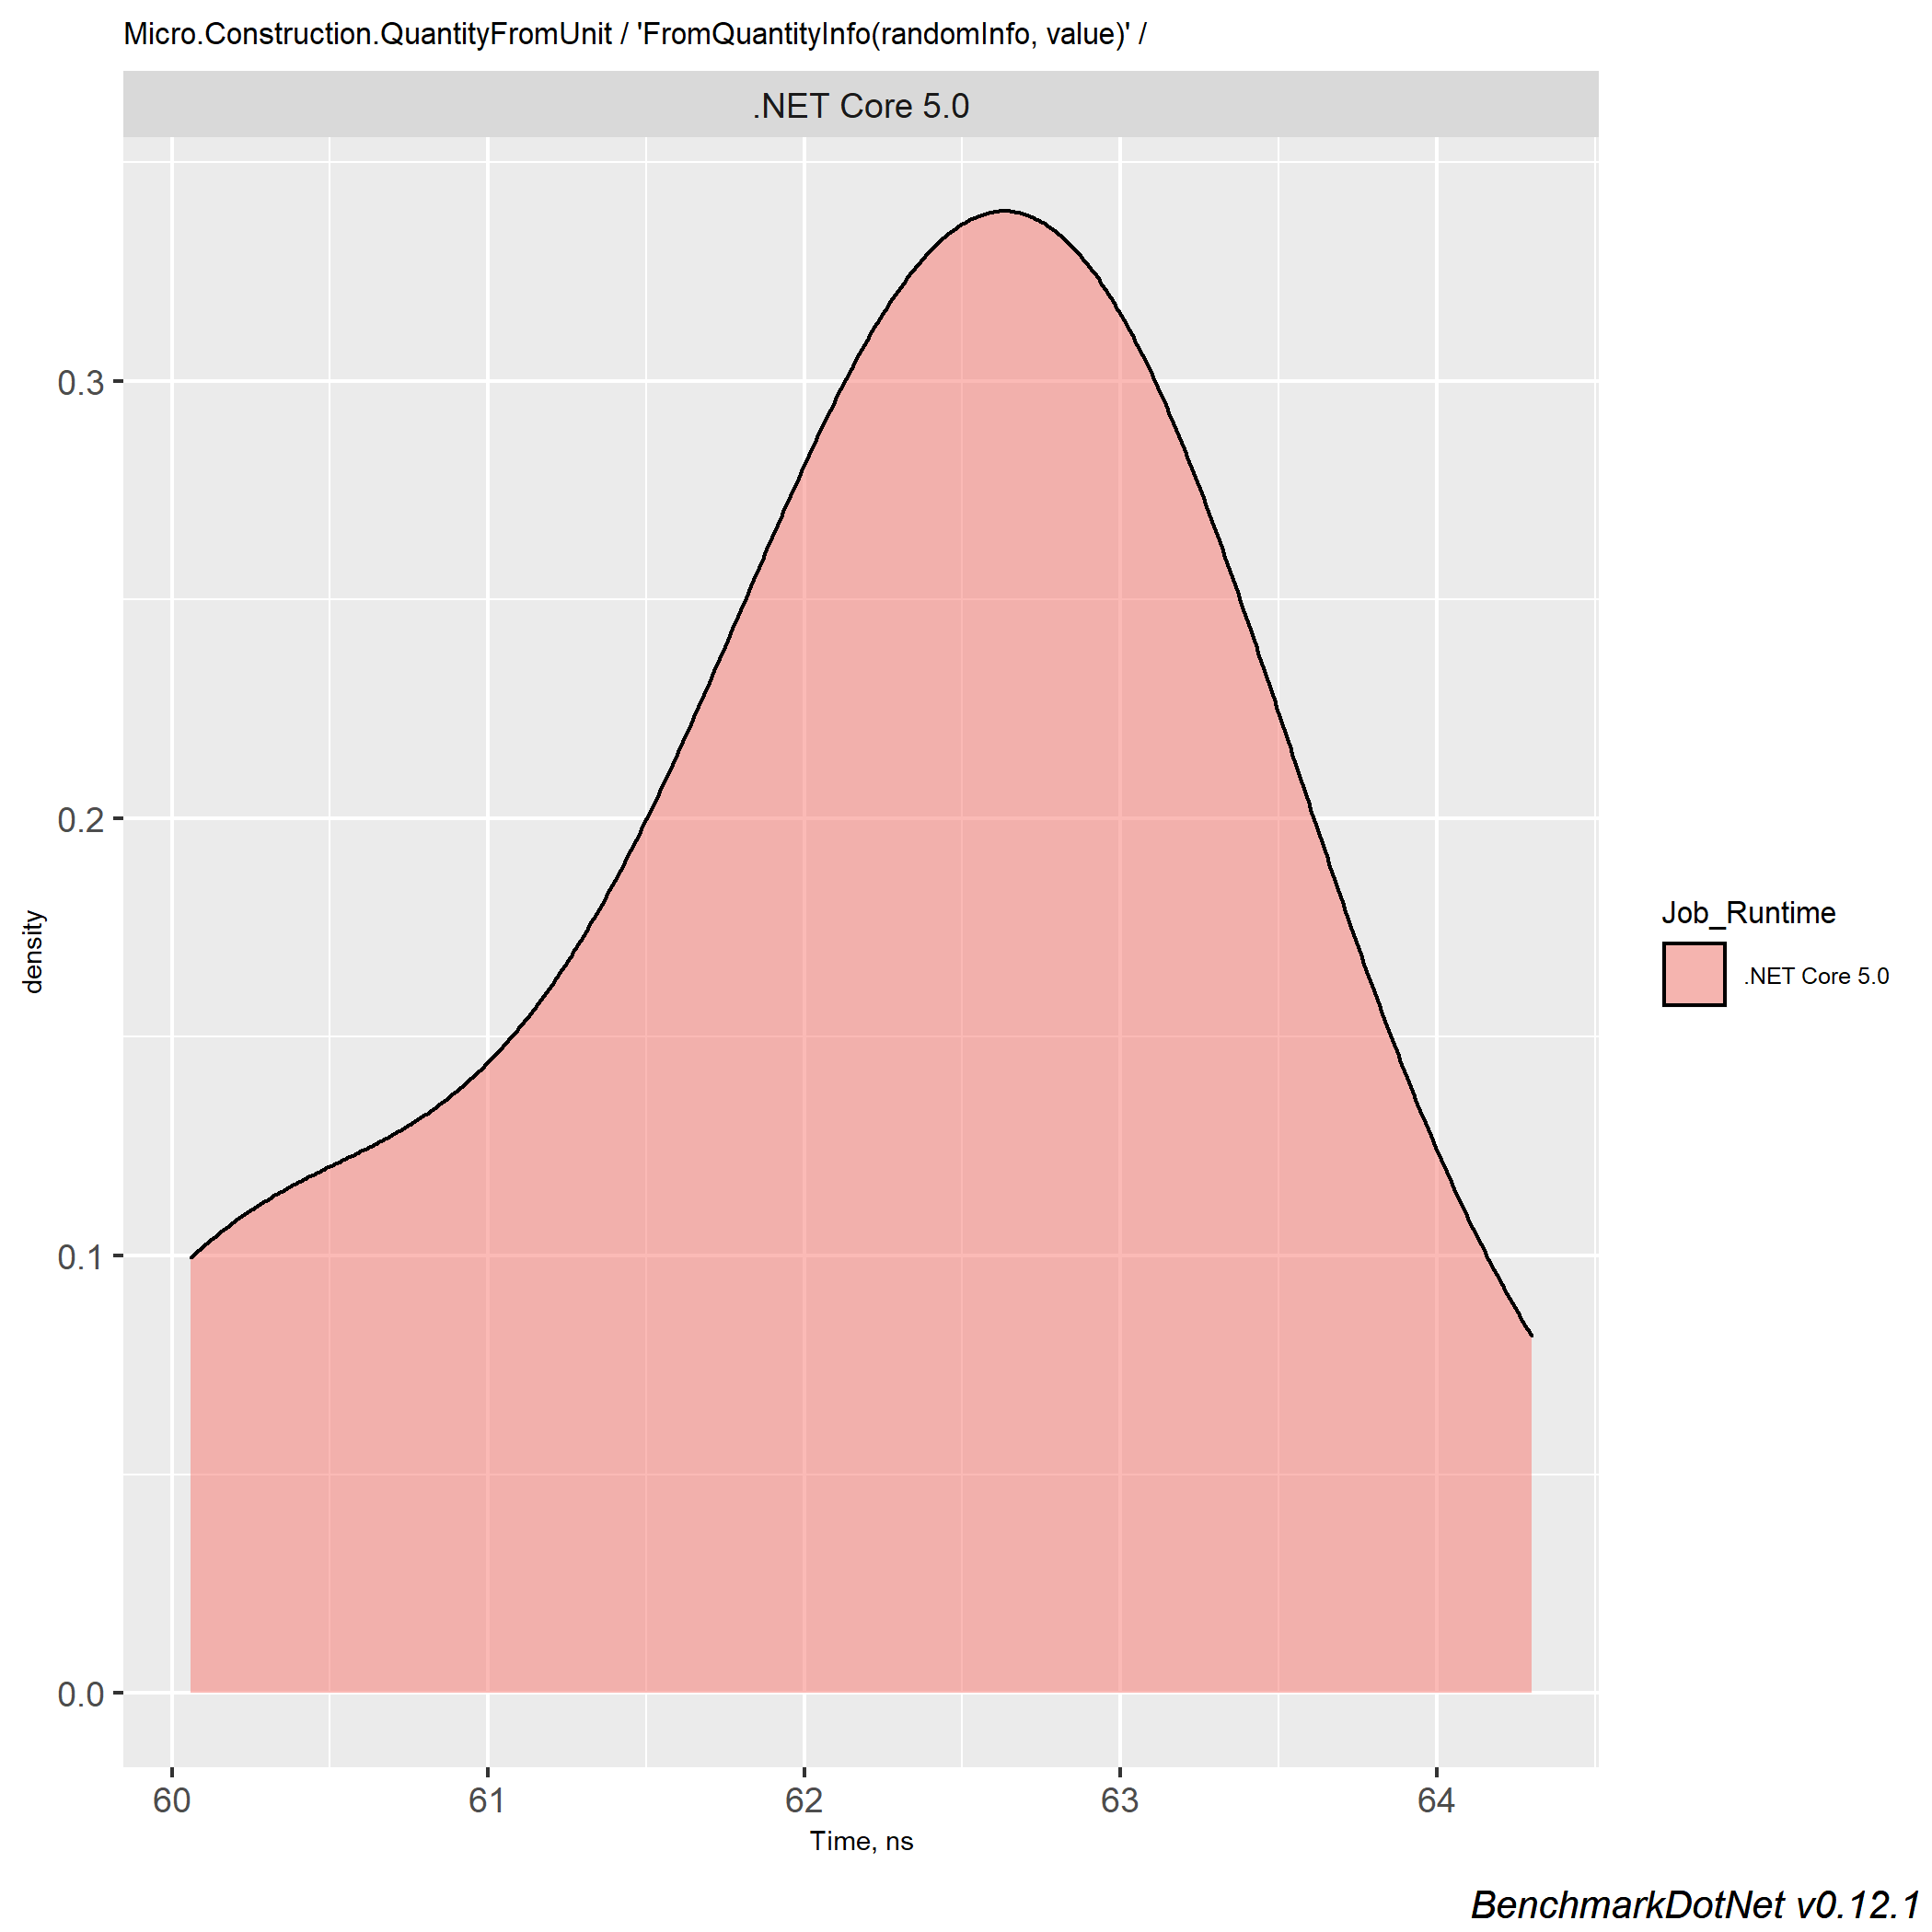 Micro.Construction.QuantityFromUnit / 'FromQuantityInfo(randomInfo, value)' /
.NET Core 5.0
0.3
0.2
0.1
0.0
density
60 61 62 63 64
Time, ns
Job_Runtime
.NET Core 5.0
BenchmarkDotNet v0.12.1